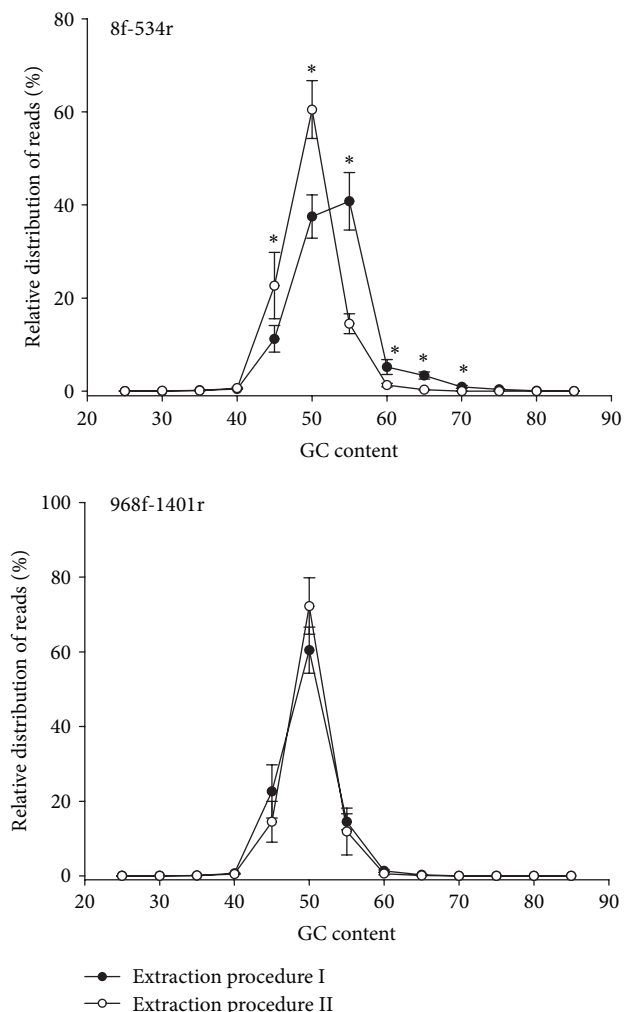 8f-534r
Relative distribution of reads (%)
80
60
40
20
0
* * * * * *
20 30 40 50 60 70 80 90
GC content
968f-1401r
Relative distribution of reads (%)
100
80
60
40
20
0
20 30 40 50 60 70 80 90
GC content
Extraction procedure I
Extraction procedure II